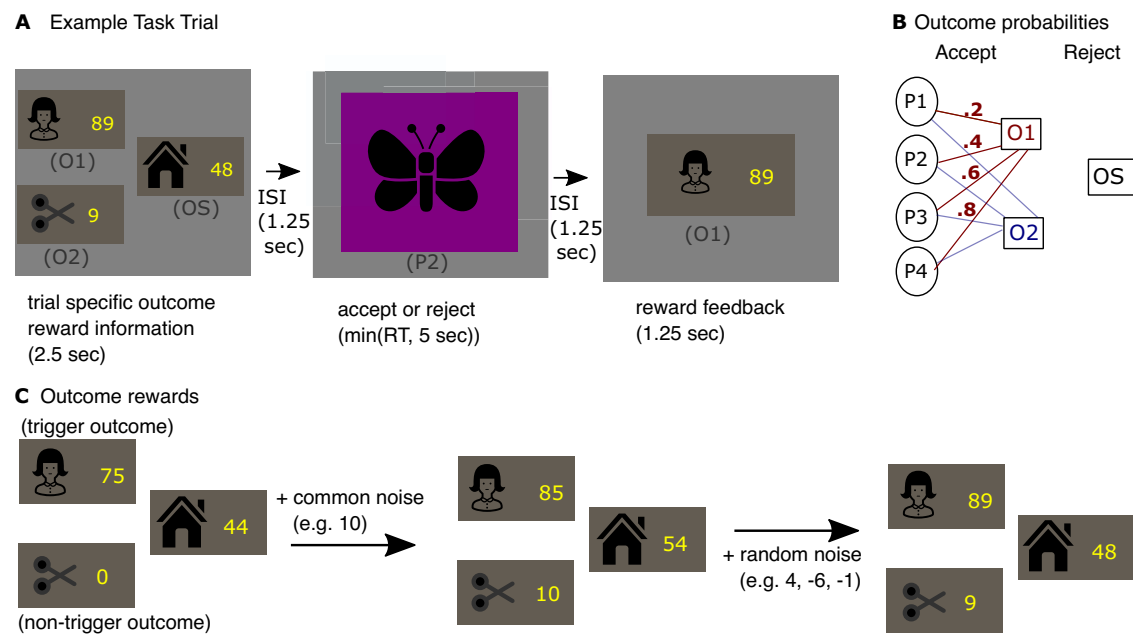 A Example Task Trial
89
(O1)
48
(OS)
9
(O2)
ISI
(1.25
sec)
(P2)
ISI
(1.25
sec)
89
(O1)
trial specific outcome
reward information
(2.5 sec)
accept or reject
(min(RT, 5 sec))
reward feedback
(1.25 sec)
B Outcome probabilities
Accept
Reject
P1
P2
P3
P4
.2
.4
.6
.8
O1
O2
OS
C Outcome rewards
(trigger outcome)
75
44
0
(non-trigger outcome)
+ common noise
(e.g. 10)
85
54
10
+ random noise
(e.g. 4, -6, -1)
89
48
9